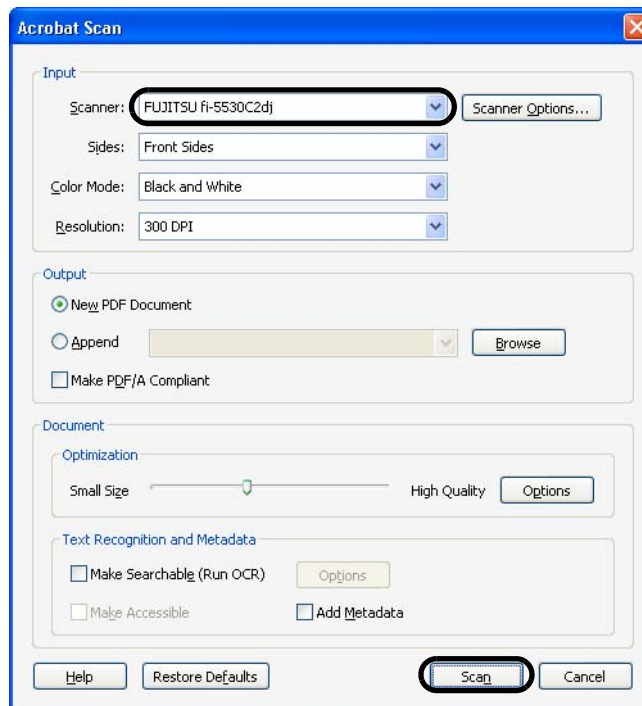 Acrobat Scan
Input
Scanner: FUJITSU fi-5530C2dj Scanner Options...
Sides: Front Sides
Color Mode: Black and White
Resolution: 300 DPI
Output
New PDF Document
Append Browse
Make PDF/A Compliant
Document
Optimization
Small Size High Quality Options
Text Recognition and Metadata
Make Searchable (Run OCR) Options
Make Accessible Add Metadata
Help Restore Defaults Scan Cancel